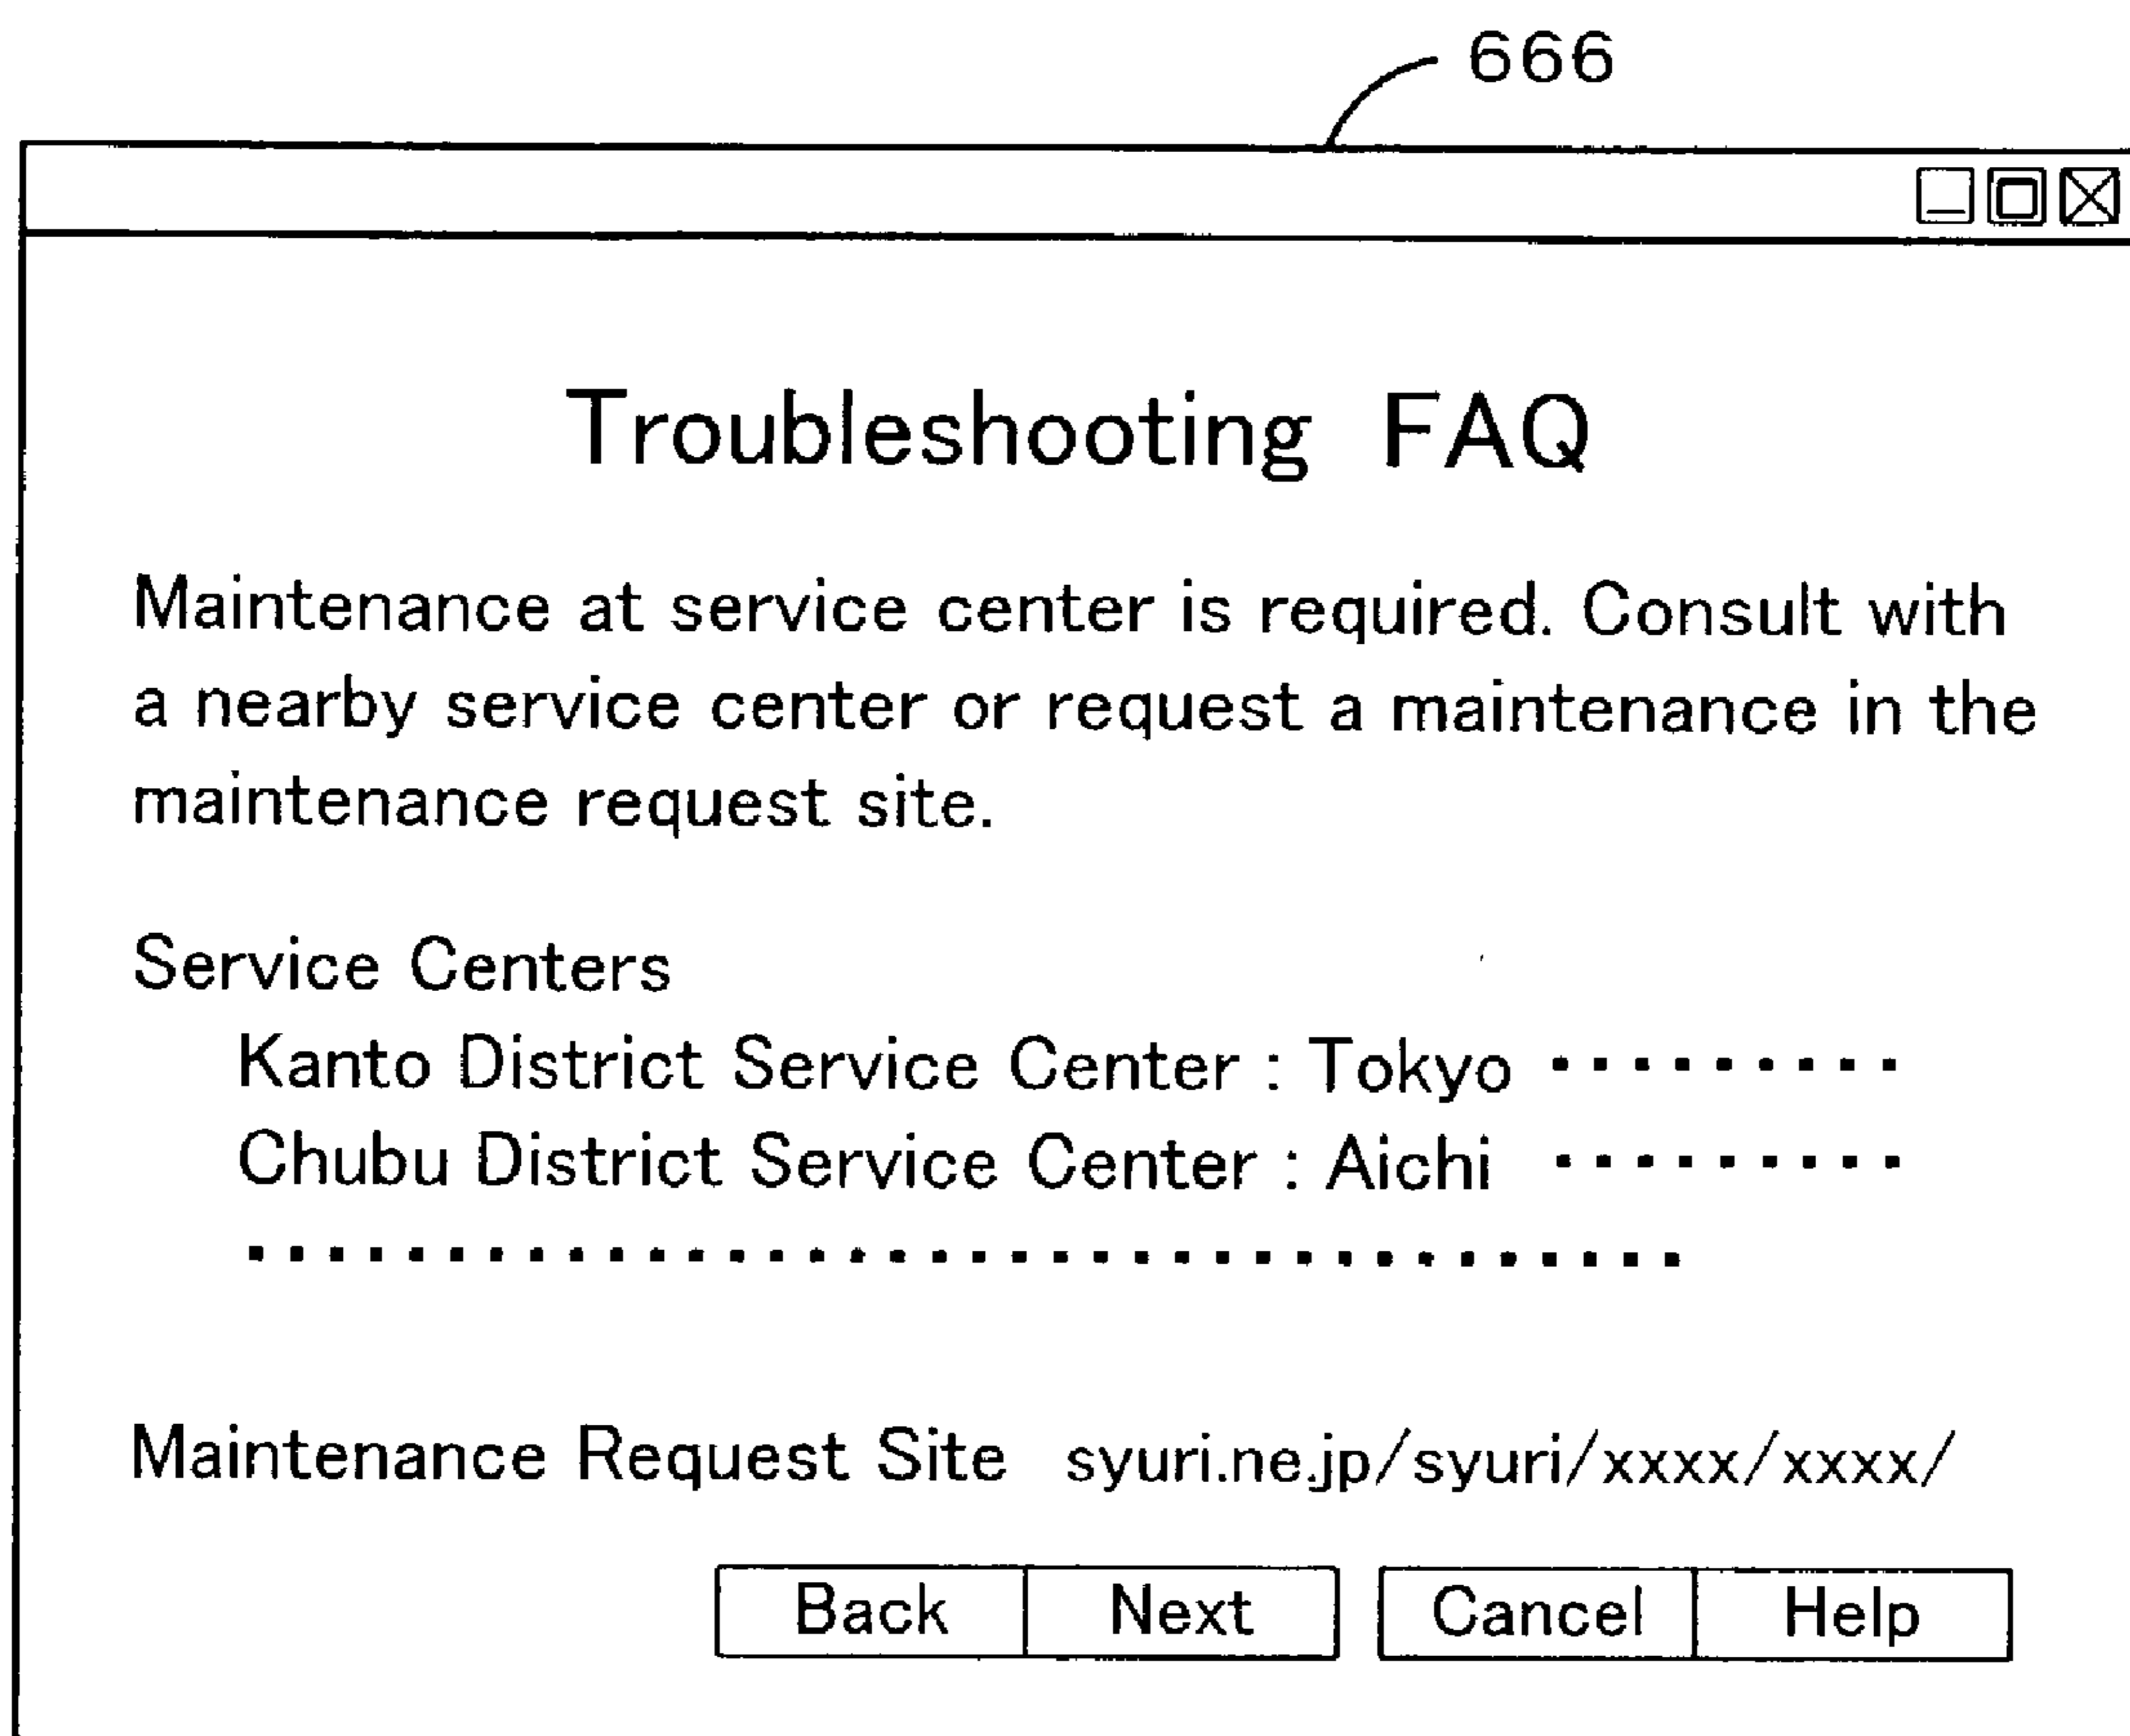 666
Troubleshooting FAQ
Maintenance at service center is required. Consult with
a nearby service center or request a maintenance in the
maintenance request site.
Service Centers
Kanto District Service Center : Tokyo ·········
Chubu District Service Center : Aichi ·········
····································
Maintenance Request Site syuri.ne.jp/syuri/xxxx/xxxx/
Back Next Cancel Help